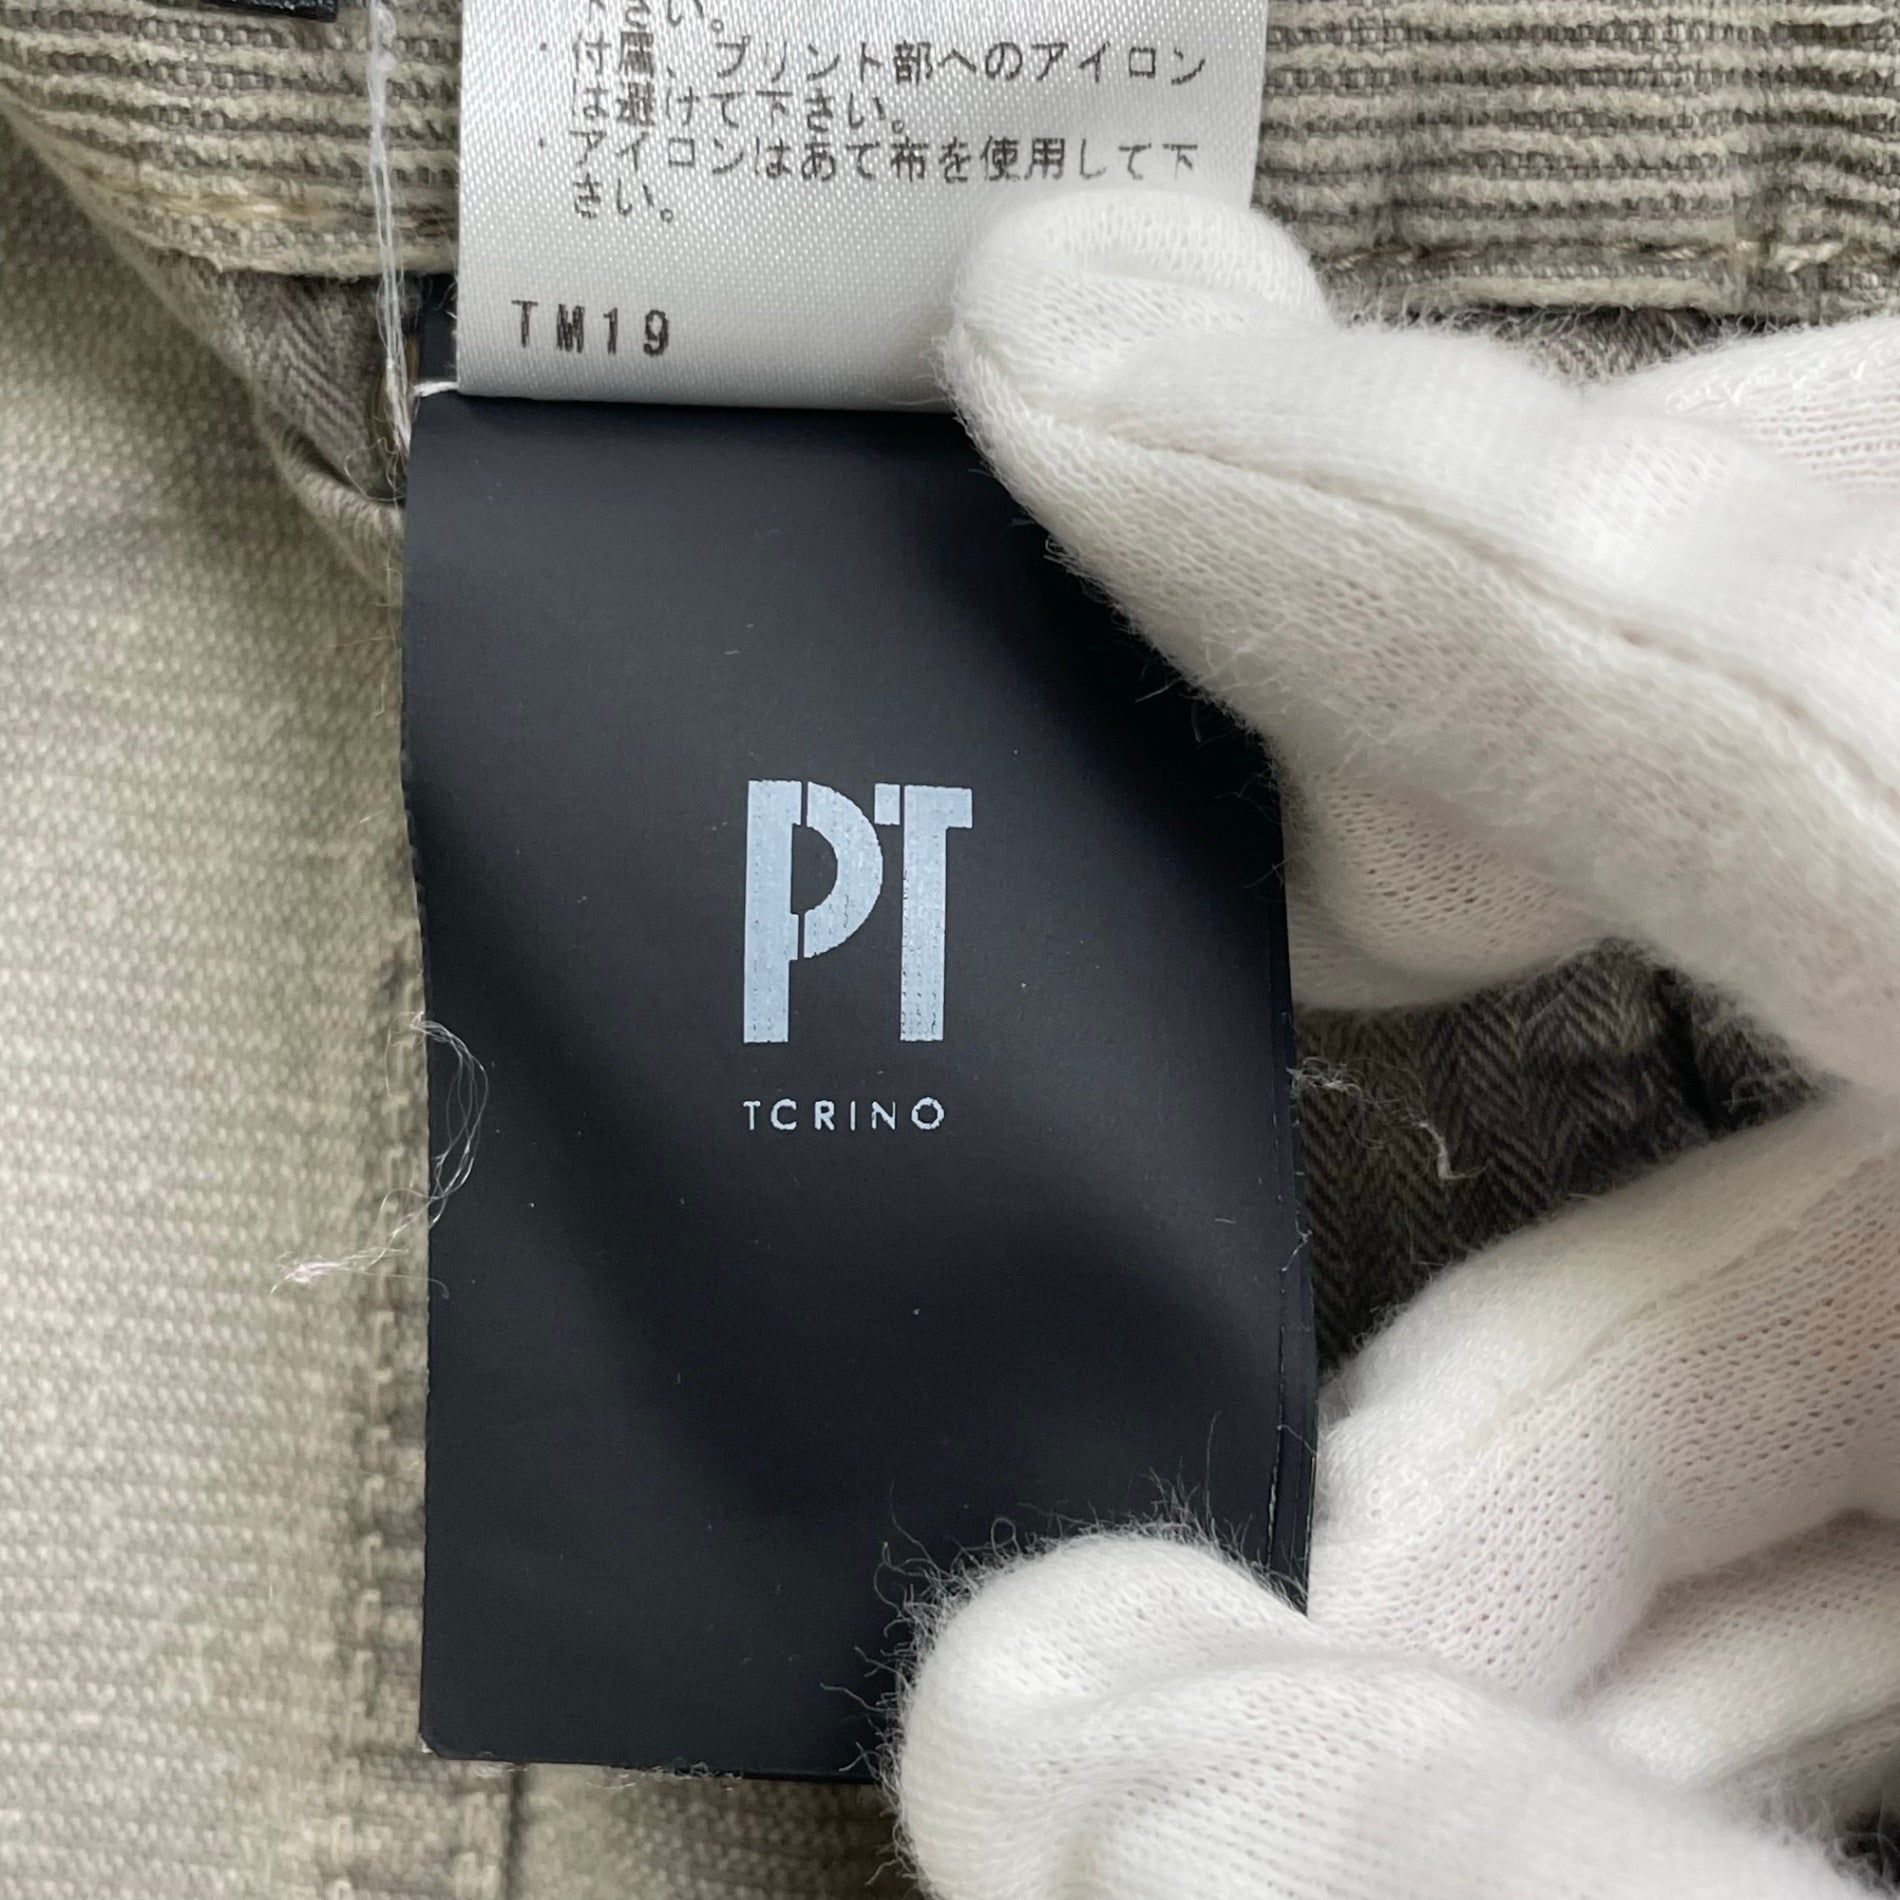 下さい。
・付属、プリント部へのアイロン
は避けて下さい。
・アイロンはあて布を使用して下
さい。
TM19
PT
TORINO